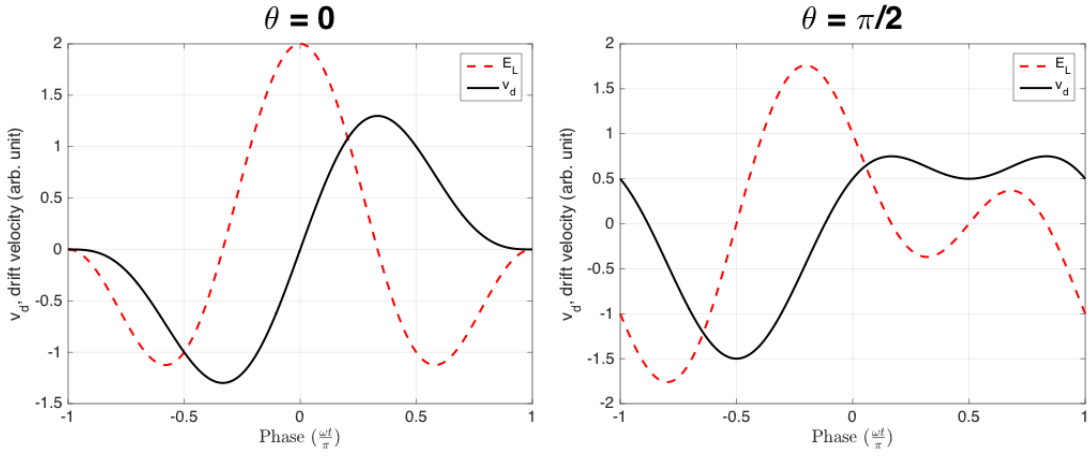 θ = 0
2
1.5
1
0.5
0
-0.5
-1
-1.5
-1
-0.5
0
0.5
1
v_d, drift velocity (arb. unit)
Phase (ωt/π)
E_L
v_d
θ = π/2
2
1.5
1
0.5
0
-0.5
-1
-1.5
-2
-1
-0.5
0
0.5
1
v_d, drift velocity (arb. unit)
Phase (ωt/π)
E_L
v_d